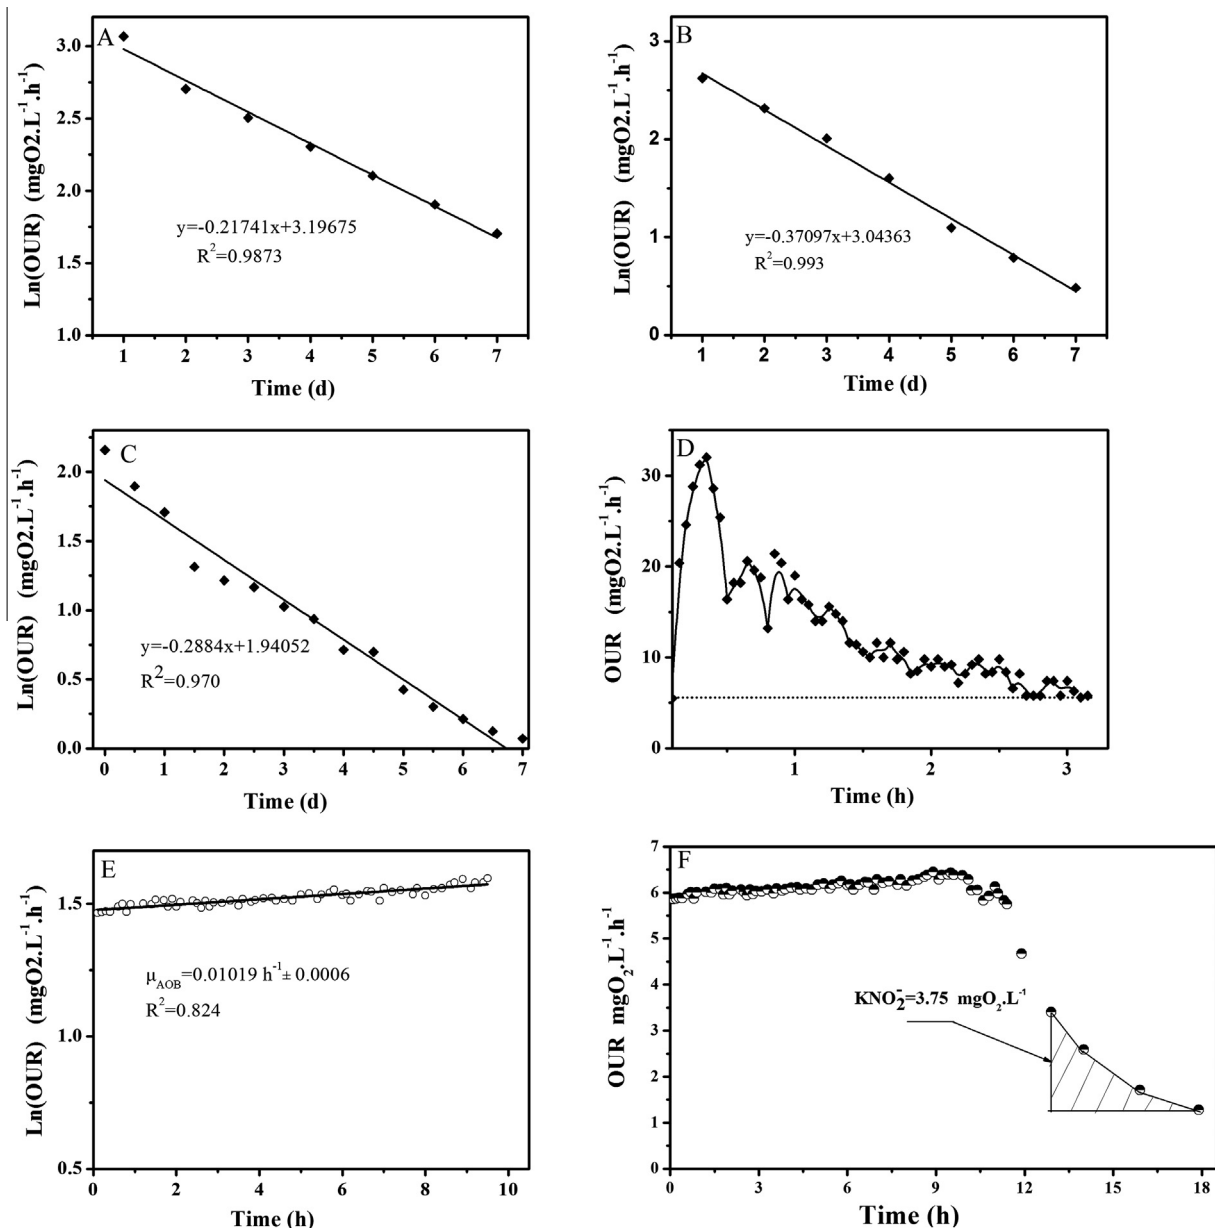 A
Ln(OUR) (mgO2.L⁻¹.h⁻¹)
3.0
2.5
2.0
1.5
1.0
y=-0.21741x+3.19675
R²=0.9873
1 2 3 4 5 6 7
Time (d)
B
Ln(OUR) (mgO2.L⁻¹.h⁻¹)
3
2
1
0
y=-0.37097x+3.04363
R²=0.993
1 2 3 4 5 6 7
Time (d)
C
Ln(OUR) (mgO2.L⁻¹.h⁻¹)
2.0
1.5
1.0
0.5
0.0
y=-0.2884x+1.94052
R²=0.970
0 1 2 3 4 5 6 7
Time (d)
D
OUR (mgO2.L⁻¹.h⁻¹)
30
20
10
0
1 2 3
Time (h)
E
Ln(OUR) (mgO2.L⁻¹.h⁻¹)
1.5
1.0
0.5
μAOB=0.01019 h⁻¹± 0.0006
R²=0.824
0 2 4 6 8 10
Time (h)
F
OUR mgO₂.L⁻¹.h⁻¹
7
6
5
4
3
2
1
0
KNO₂⁻=3.75 mgO₂.L⁻¹
0 3 6 9 12 15 18
Time (h)